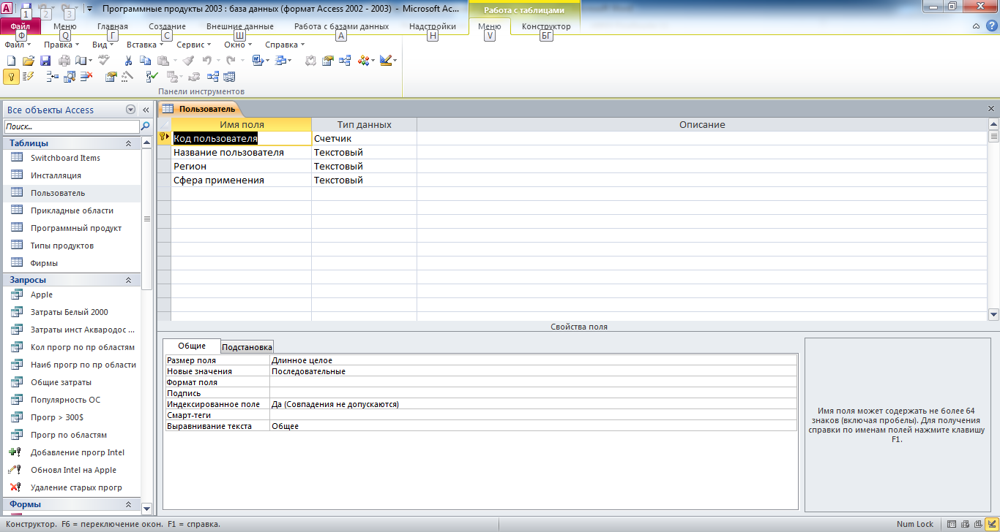 Программные продукты 2003 : база данных (формат Access 2002 - 2003) - Microsoft Ac...
Работа с таблицами
1 2 3
Файл Меню Главная Создание Внешние данные Работа с базами данных Надстройки Меню Конструктор
Ф Q Г С Ш А Н V БГ
Файл Правка Вид Вставка Сервис Окно Справка
Панели инструментов
Все объекты Access
Поиск...
Таблицы
Switchboard Items
Инсталляция
Пользователь
Прикладные области
Программный продукт
Типы продуктов
Фирмы
Запросы
Apple
Затраты Белый 2000
Затраты инст Аквародос ...
Кол прогр по пр областям
Наиб прогр по пр области
Общие затраты
Популярность ОС
Прогр > 300$
Прогр по областям
Добавление прогр Intel
Обновл Intel на Apple
Удаление старых прогр
Формы
Пользователь
Имя поля Тип данных Описание
Код пользователя Счетчик
Название пользователя Текстовый
Регион Текстовый
Сфера применения Текстовый
Свойства поля
Общие Подстановка
Размер поля Длинное целое
Новые значения Последовательные
Формат поля
Подпись
Индексированное поле Да (Совпадения не допускаются)
Смарт-теги
Выравнивание текста Общее
Имя поля может содержать не более 64
знаков (включая пробелы). Для получения
справки по именам полей нажмите клавишу
F1.
Конструктор. F6 = переключение окон. F1 = справка.
Num Lock